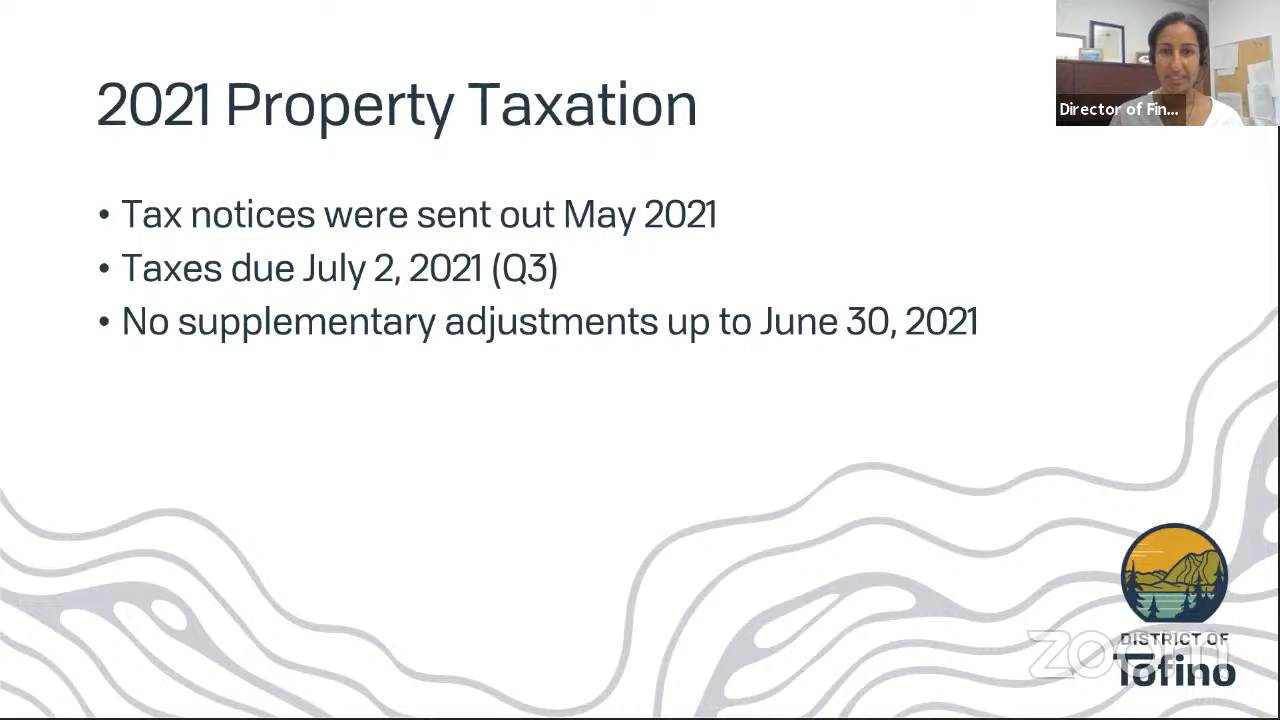 2021 Property Taxation
Director of Fin...
• Tax notices were sent out May 2021
• Taxes due July 2, 2021 (Q3)
• No supplementary adjustments up to June 30, 2021
DISTRICT OF
zoom
Tofino